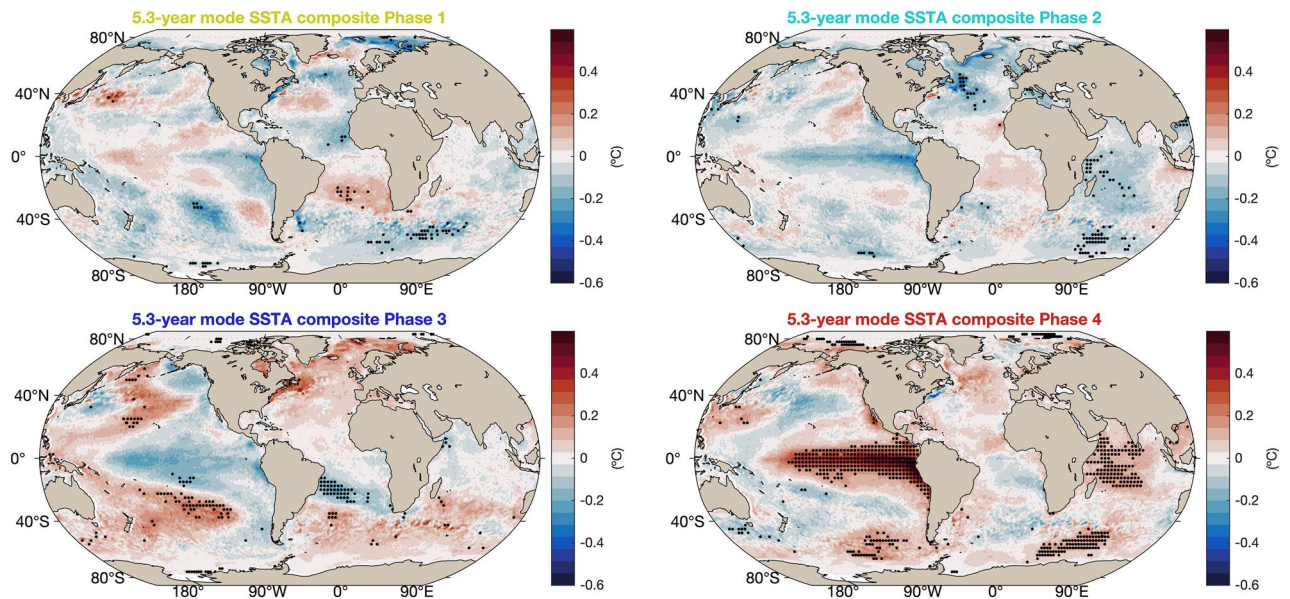 5.3-year mode SSTA composite Phase 1
80°N
40°N
0°
40°S
80°S
180°
90°W
0°
90°E
0.4
0.2
0
-0.2
-0.4
-0.6
(°C)
5.3-year mode SSTA composite Phase 2
80°N
40°N
0°
40°S
80°S
180°
90°W
0°
90°E
0.4
0.2
0
-0.2
-0.4
-0.6
(°C)
5.3-year mode SSTA composite Phase 3
80°N
40°N
0°
40°S
80°S
180°
90°W
0°
90°E
0.4
0.2
0
-0.2
-0.4
-0.6
(°C)
5.3-year mode SSTA composite Phase 4
80°N
40°N
0°
40°S
80°S
180°
90°W
0°
90°E
0.4
0.2
0
-0.2
-0.4
-0.6
(°C)